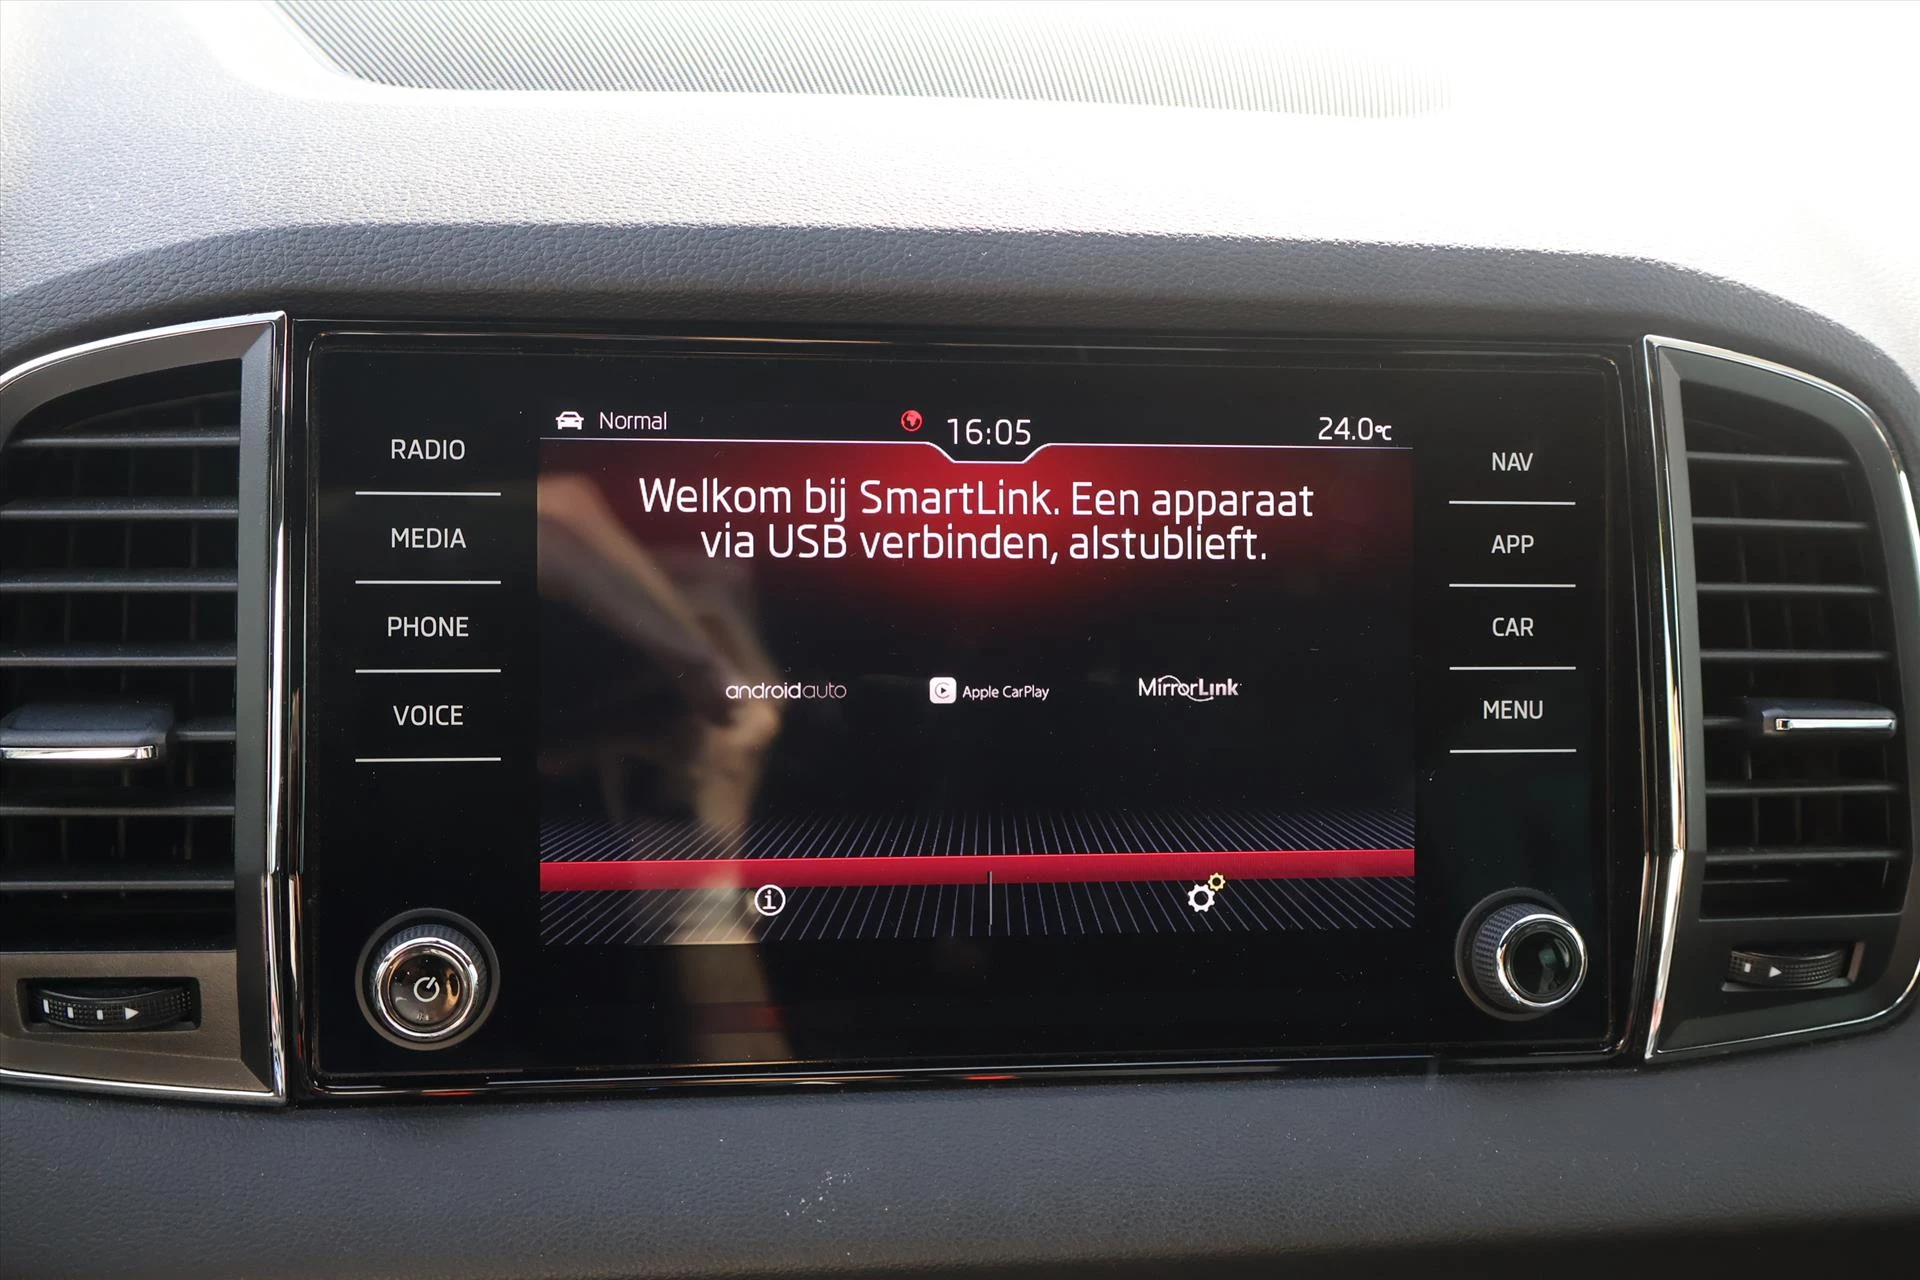 Normal
16:05
24.0°C
RADIO
MEDIA
PHONE
VOICE
Welkom bij SmartLink. Een apparaat
via USB verbinden, alstublieft.
androidauto
Apple CarPlay
MirrorLink
NAV
APP
CAR
MENU